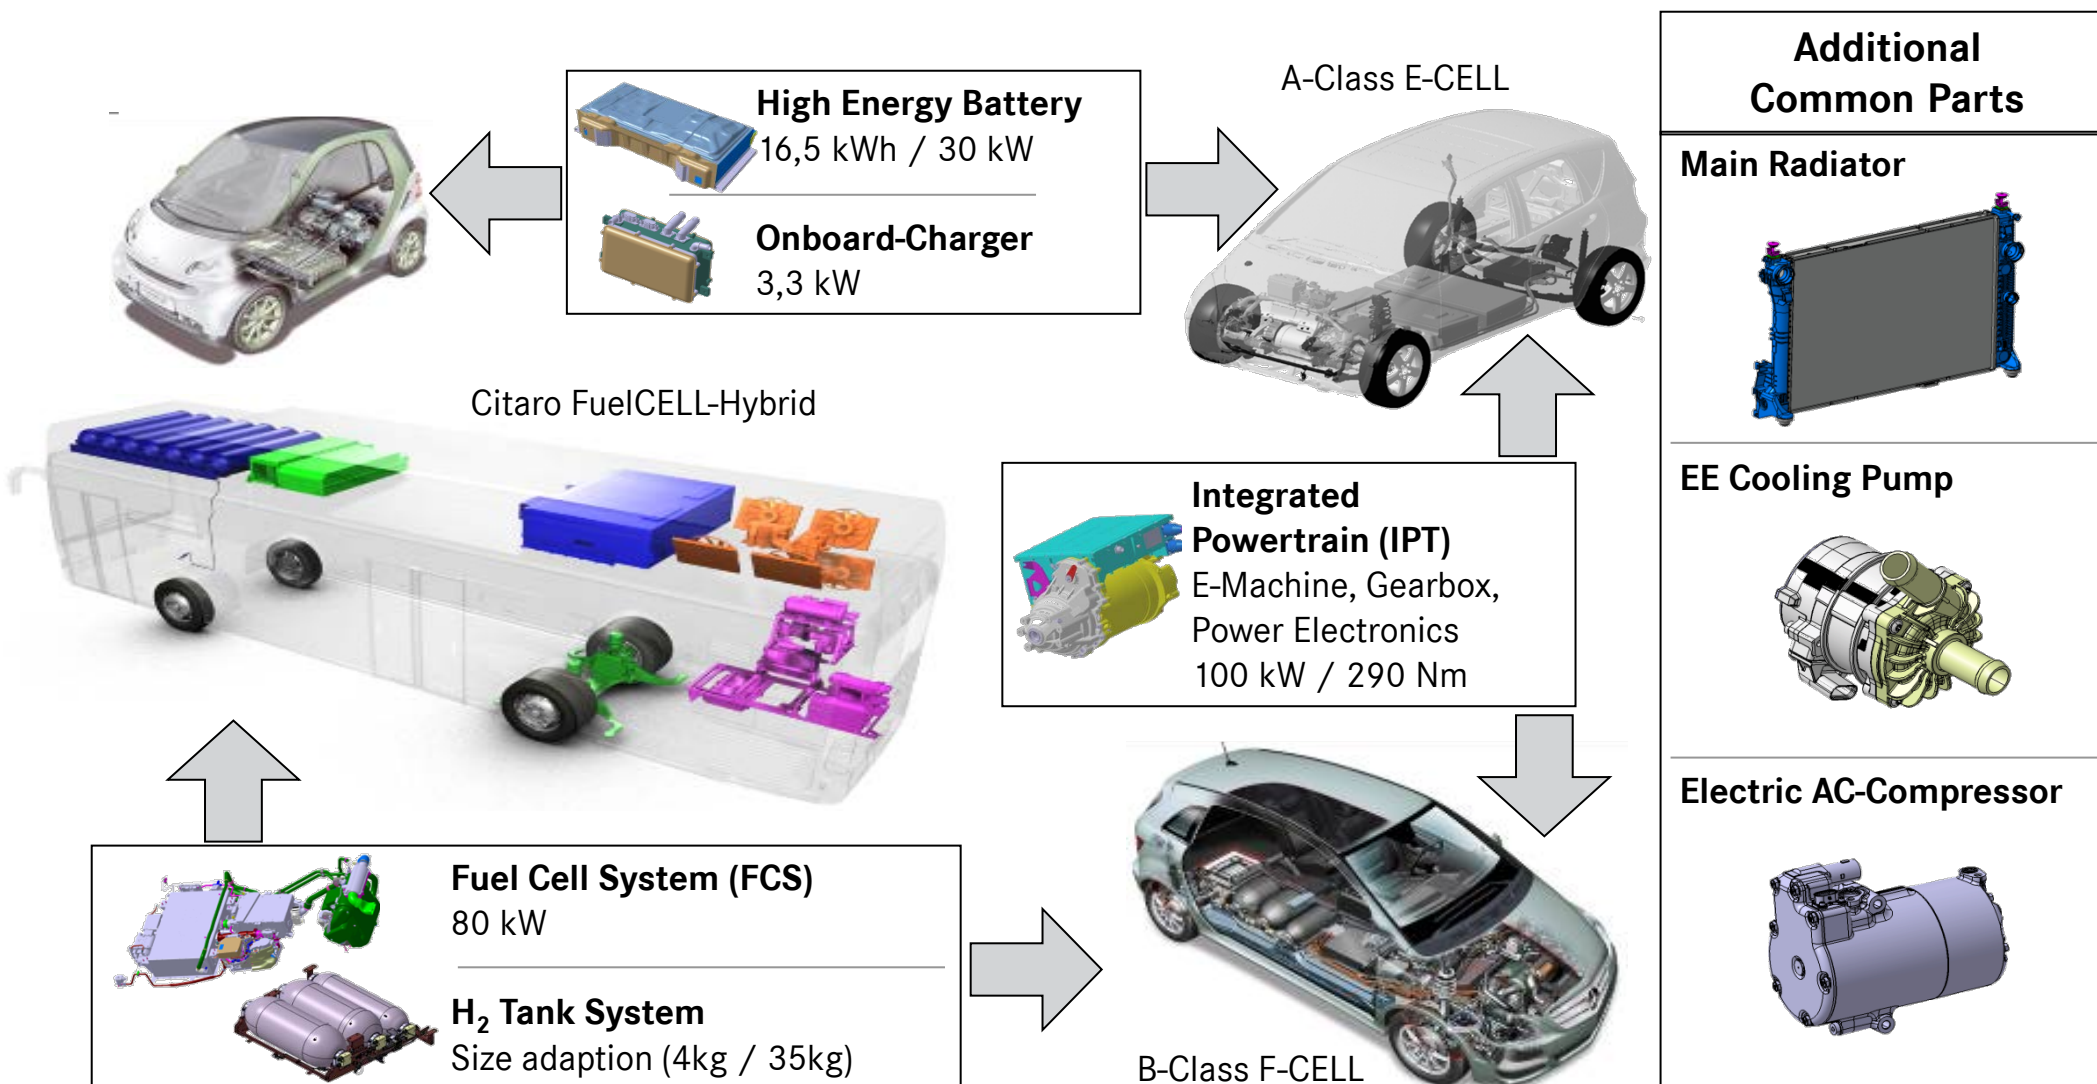 High Energy Battery
16,5 kWh / 30 kW
Onboard-Charger
3,3 kW
A-Class E-CELL
Citaro FuelCELL-Hybrid
Integrated
Powertrain (IPT)
E-Machine, Gearbox,
Power Electronics
100 kW / 290 Nm
Fuel Cell System (FCS)
80 kW
H₂ Tank System
Size adaption (4kg / 35kg)
B-Class F-CELL
Additional
Common Parts
Main Radiator
EE Cooling Pump
Electric AC-Compressor